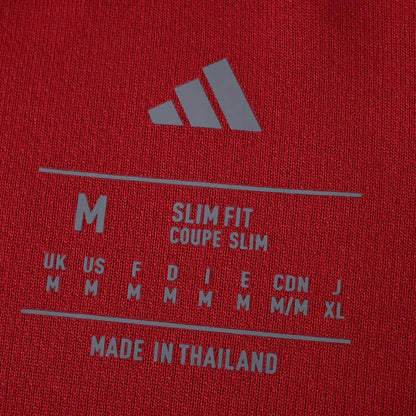 M
SLIM FIT
COUPE SLIM
UK US F D I E CDN J
M M M M M M M/M XL
MADE IN THAILAND